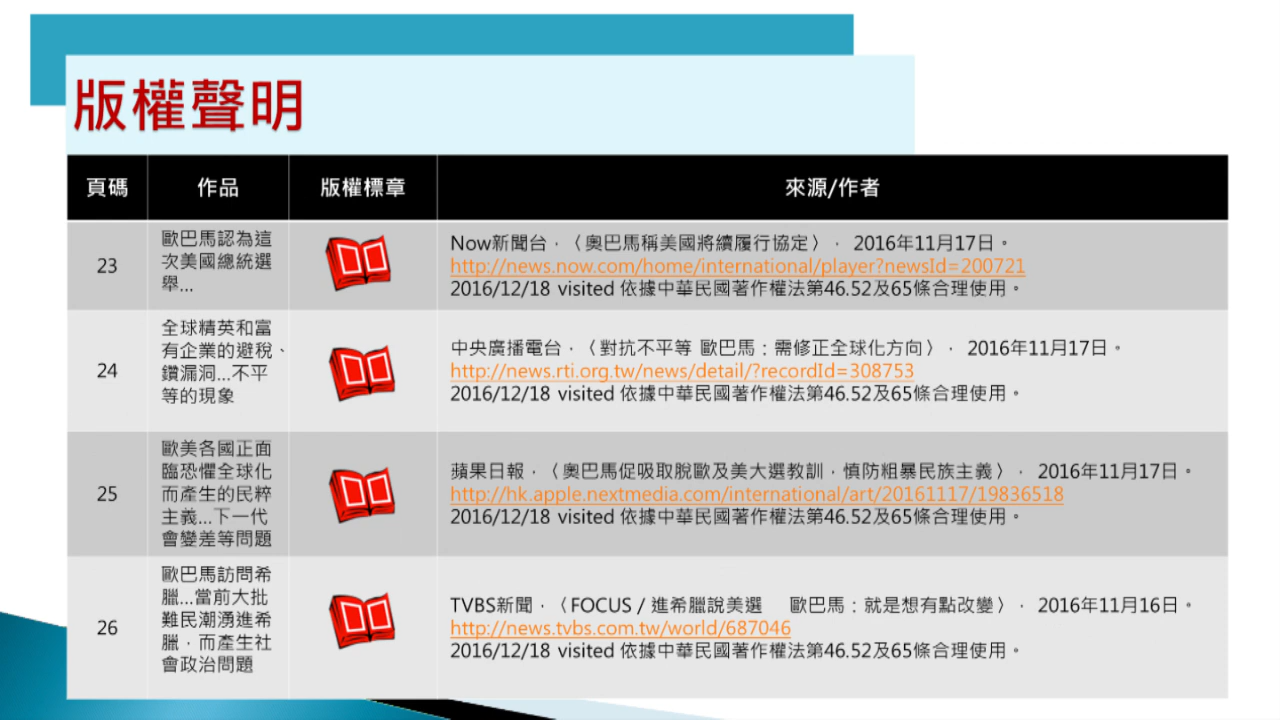 版權聲明
頁碼 作品 版權標章 來源/作者
23
歐巴馬認為這
次美國總統選
舉...
Now新聞台，〈奧巴馬稱美國將續履行協定〉， 2016年11月17日。
http://news.now.com/home/international/player?newsId=200721
2016/12/18 visited 依據中華民國著作權法第46.52及65條合理使用。
24
全球精英和富
有企業的避稅、
鑽漏洞...不平
等的現象
中央廣播電台，〈對抗不平等 歐巴馬：需修正全球化方向〉， 2016年11月17日。
http://news.rti.org.tw/news/detail/?recordId=308753
2016/12/18 visited 依據中華民國著作權法第46.52及65條合理使用。
25
歐美各國正面
臨恐懼全球化
而產生的民粹
主義...下一代
會變差等問題
蘋果日報，〈奧巴馬促吸取脫歐及美大選教訓，慎防粗暴民族主義〉， 2016年11月17日。
http://hk.apple.nextmedia.com/international/art/20161117/19836518
2016/12/18 visited 依據中華民國著作權法第46.52及65條合理使用。
26
歐巴馬訪問希
臘...當前大批
難民潮湧進希
臘，而產生社
會政治問題
TVBS新聞，〈FOCUS / 進希臘說美選 歐巴馬：就是想有點改變〉， 2016年11月16日。
http://news.tvbs.com.tw/world/687046
2016/12/18 visited 依據中華民國著作權法第46.52及65條合理使用。